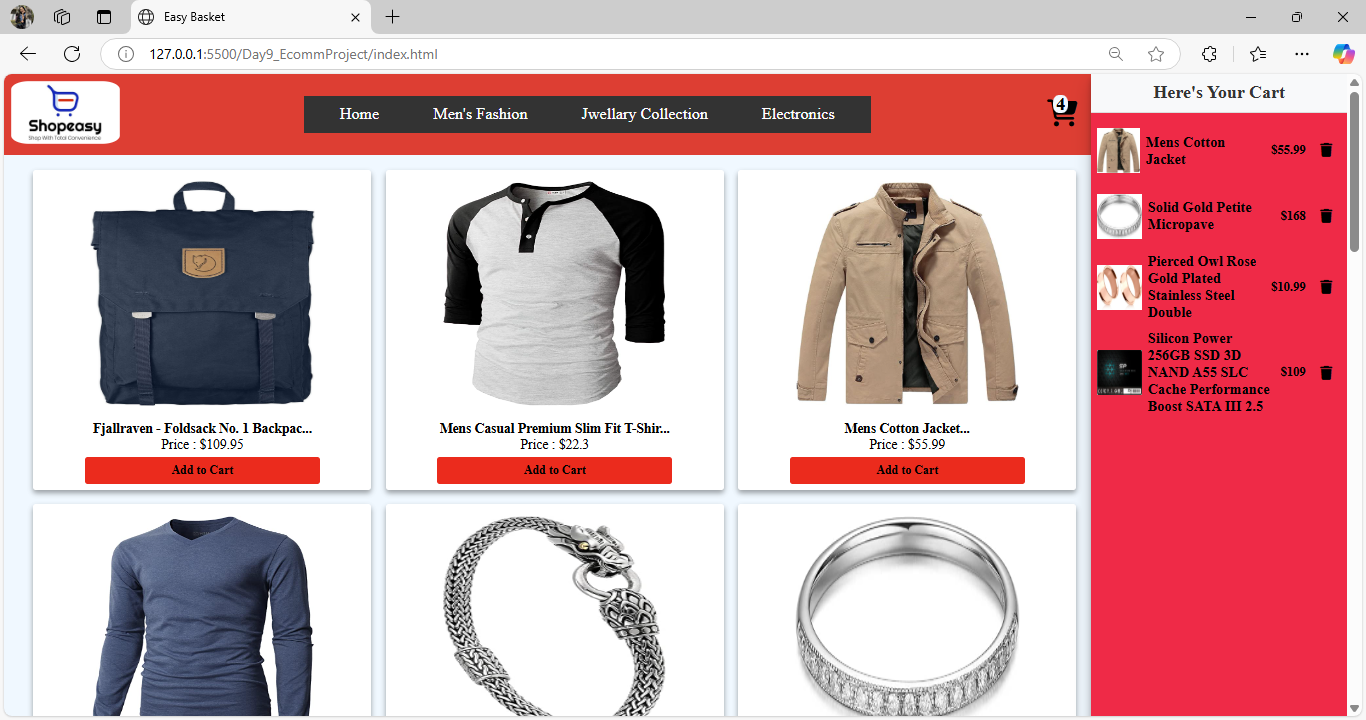 Easy Basket
127.0.0.1:5500/Day9_EcommProject/index.html
Shopeasy
Shop With Total Convenience
Home
Men's Fashion
Jwellary Collection
Electronics
4
Here's Your Cart
Mens Cotton
Jacket
$55.99
Solid Gold Petite
Micropave
$168
Pierced Owl Rose
Gold Plated
Stainless Steel
Double
$10.99
Silicon Power
256GB SSD 3D
NAND A55 SLC
Cache Performance
Boost SATA III 2.5
$109
Fjallraven - Foldsack No. 1 Backpac...
Price : $109.95
Add to Cart
Mens Casual Premium Slim Fit T-Shir...
Price : $22.3
Add to Cart
Mens Cotton Jacket...
Price : $55.99
Add to Cart